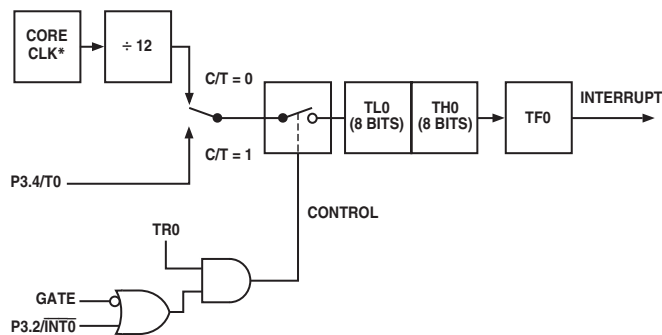 CORE
CLK*
÷ 12
C/T = 0
C/T = 1
P3.4/T0
TL0
(8 BITS)
TH0
(8 BITS)
TF0
INTERRUPT
CONTROL
TR0
GATE
P3.2/I̅N̅T̅0̅